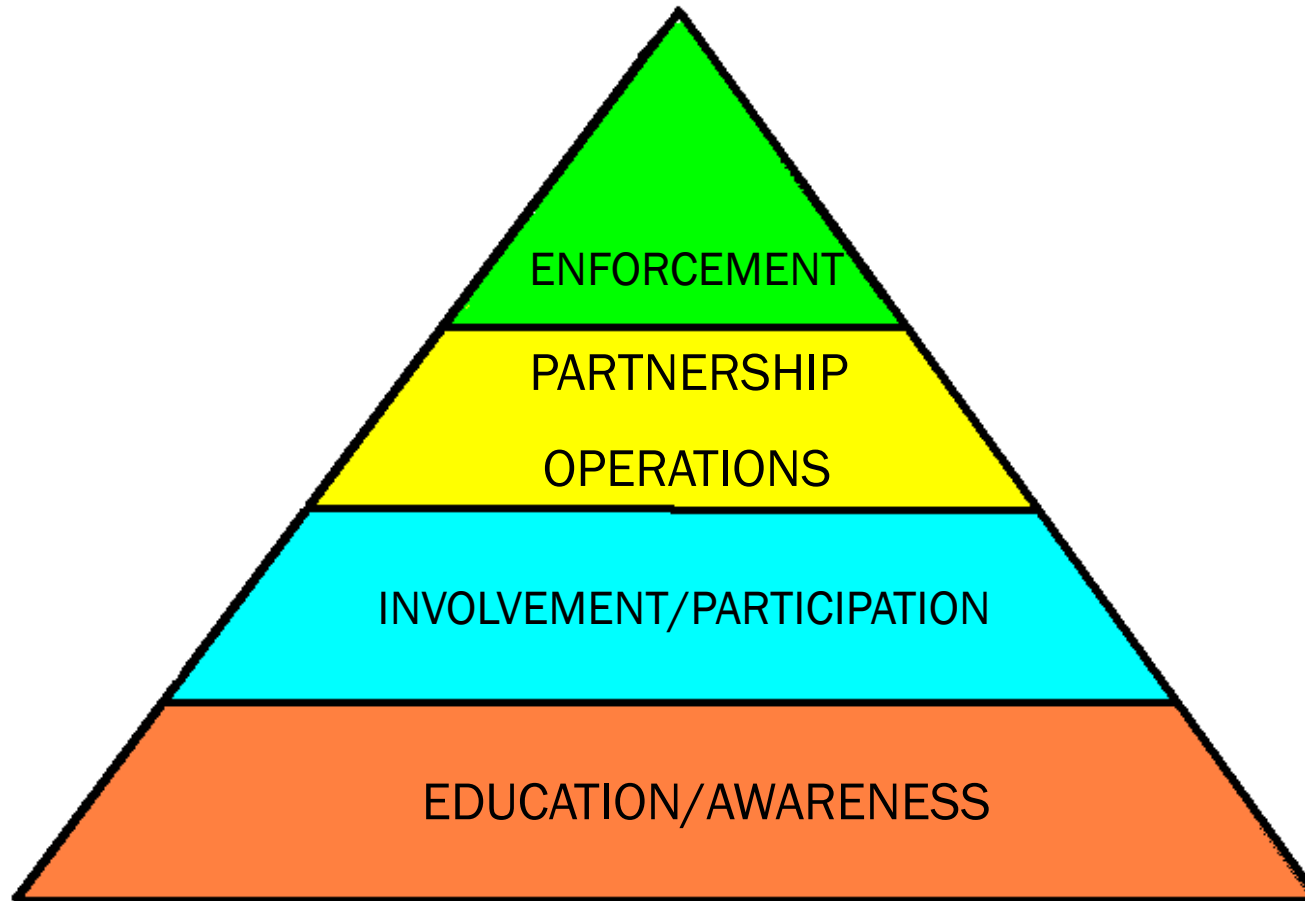 ENFORCEMENT
PARTNERSHIP
OPERATIONS
INVOLVEMENT/PARTICIPATION
EDUCATION/AWARENESS